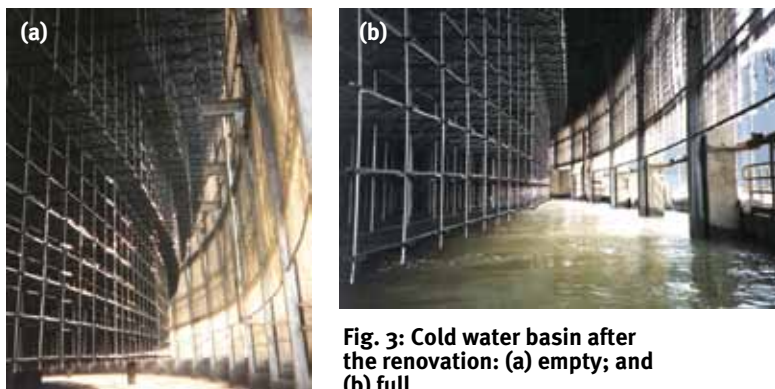 (a)
(b)
Fig. 3: Cold water basin after
the renovation: (a) empty; and
(b) full